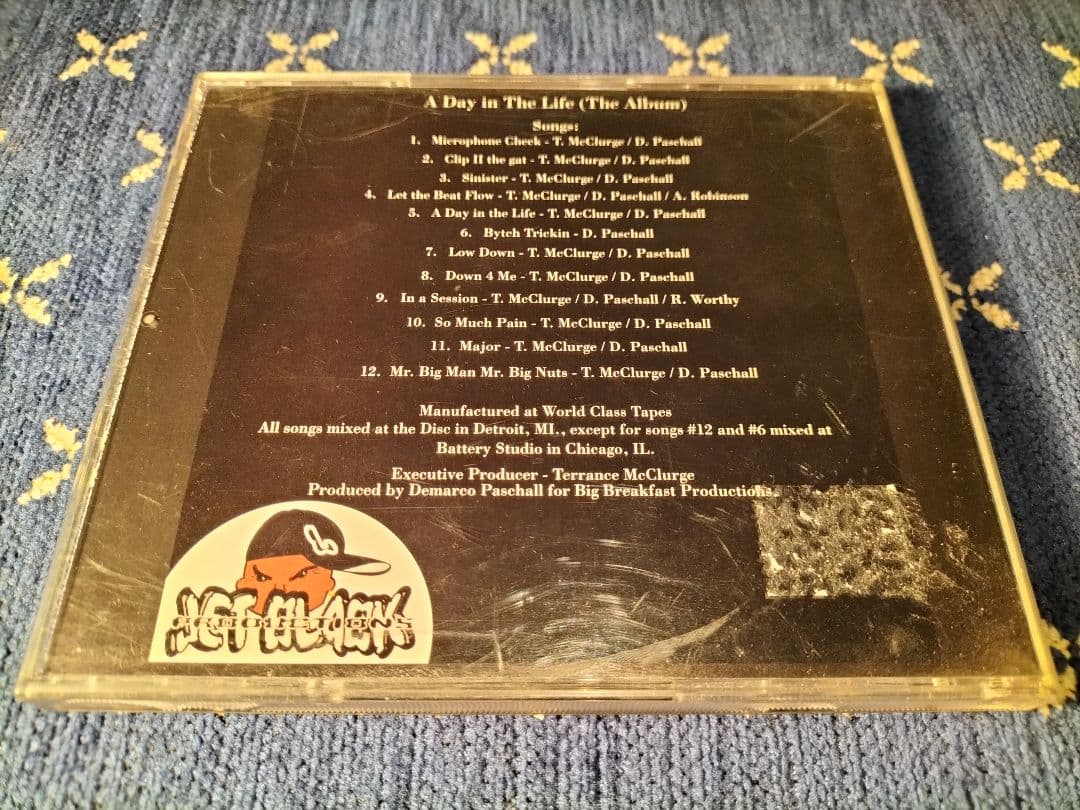 A Day in The Life (The Album)
Songs:
1. Microphone Check - T. McClurge / D. Paschall
2. Clip II the gat - T. McClurge / D. Paschall
3. Sinister - T. McClurge / D. Paschall
4. Let the Beat Flow - T. McClurge / D. Paschall / A. Robinson
5. A Day in the Life - T. McClurge / D. Paschall
6. Bytch Trickin - D. Paschall
7. Low Down - T. McClurge / D. Paschall
8. Down 4 Me - T. McClurge / D. Paschall
9. In a Session - T. McClurge / D. Paschall / R. Worthy
10. So Much Pain - T. McClurge / D. Paschall
11. Major - T. McClurge / D. Paschall
12. Mr. Big Man Mr. Big Nuts - T. McClurge / D. Paschall
Manufactured at World Class Tapes
All songs mixed at the Disc in Detroit, MI., except for songs #12 and #6 mixed at
Battery Studio in Chicago, IL.
Executive Producer - Terrance McClurge
Produced by Demarco Paschall for Big Breakfast Productions.
JET BLACK
PRODUCTIONS